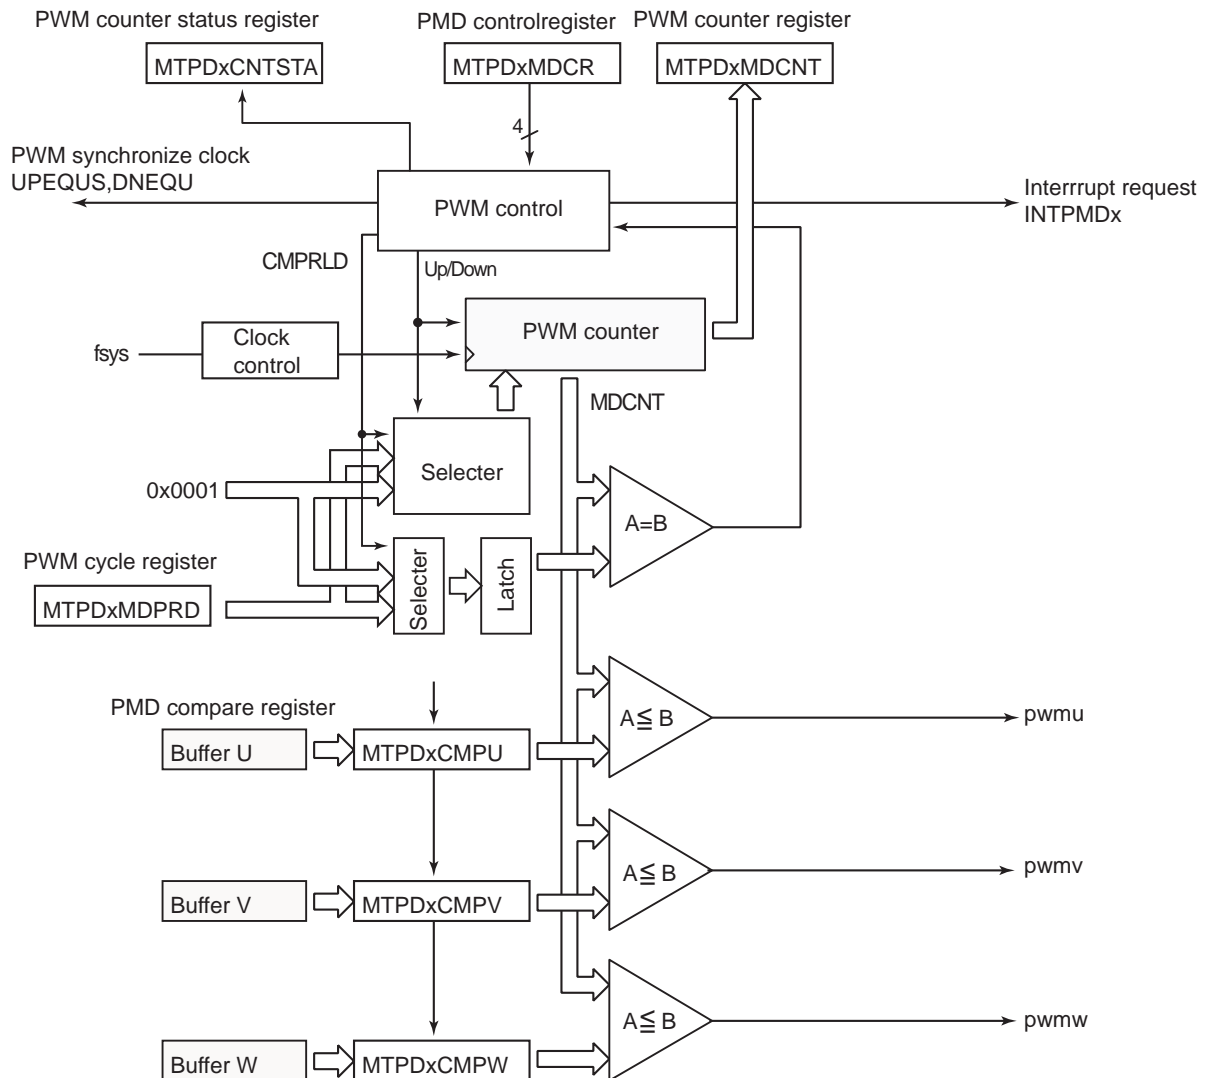 PWM counter status register
PMD controlregister
PWM counter register
MTPDxCNTSTA
MTPDxMDCR
MTPDxMDCNT
4
PWM synchronize clock
UPEQUS,DNEQU
PWM control
Interrrupt request
INTPMDx
CMPRLD
Up/Down
fsys
Clock
control
PWM counter
MDCNT
Selecter
0x0001
A=B
PWM cycle register
MTPDxMDPRD
Selecter
Latch
PMD compare register
Buffer U
MTPDxCMPU
A≦ B
pwmu
Buffer V
MTPDxCMPV
A≦ B
pwmv
Buffer W
MTPDxCMPW
A≦ B
pwmw